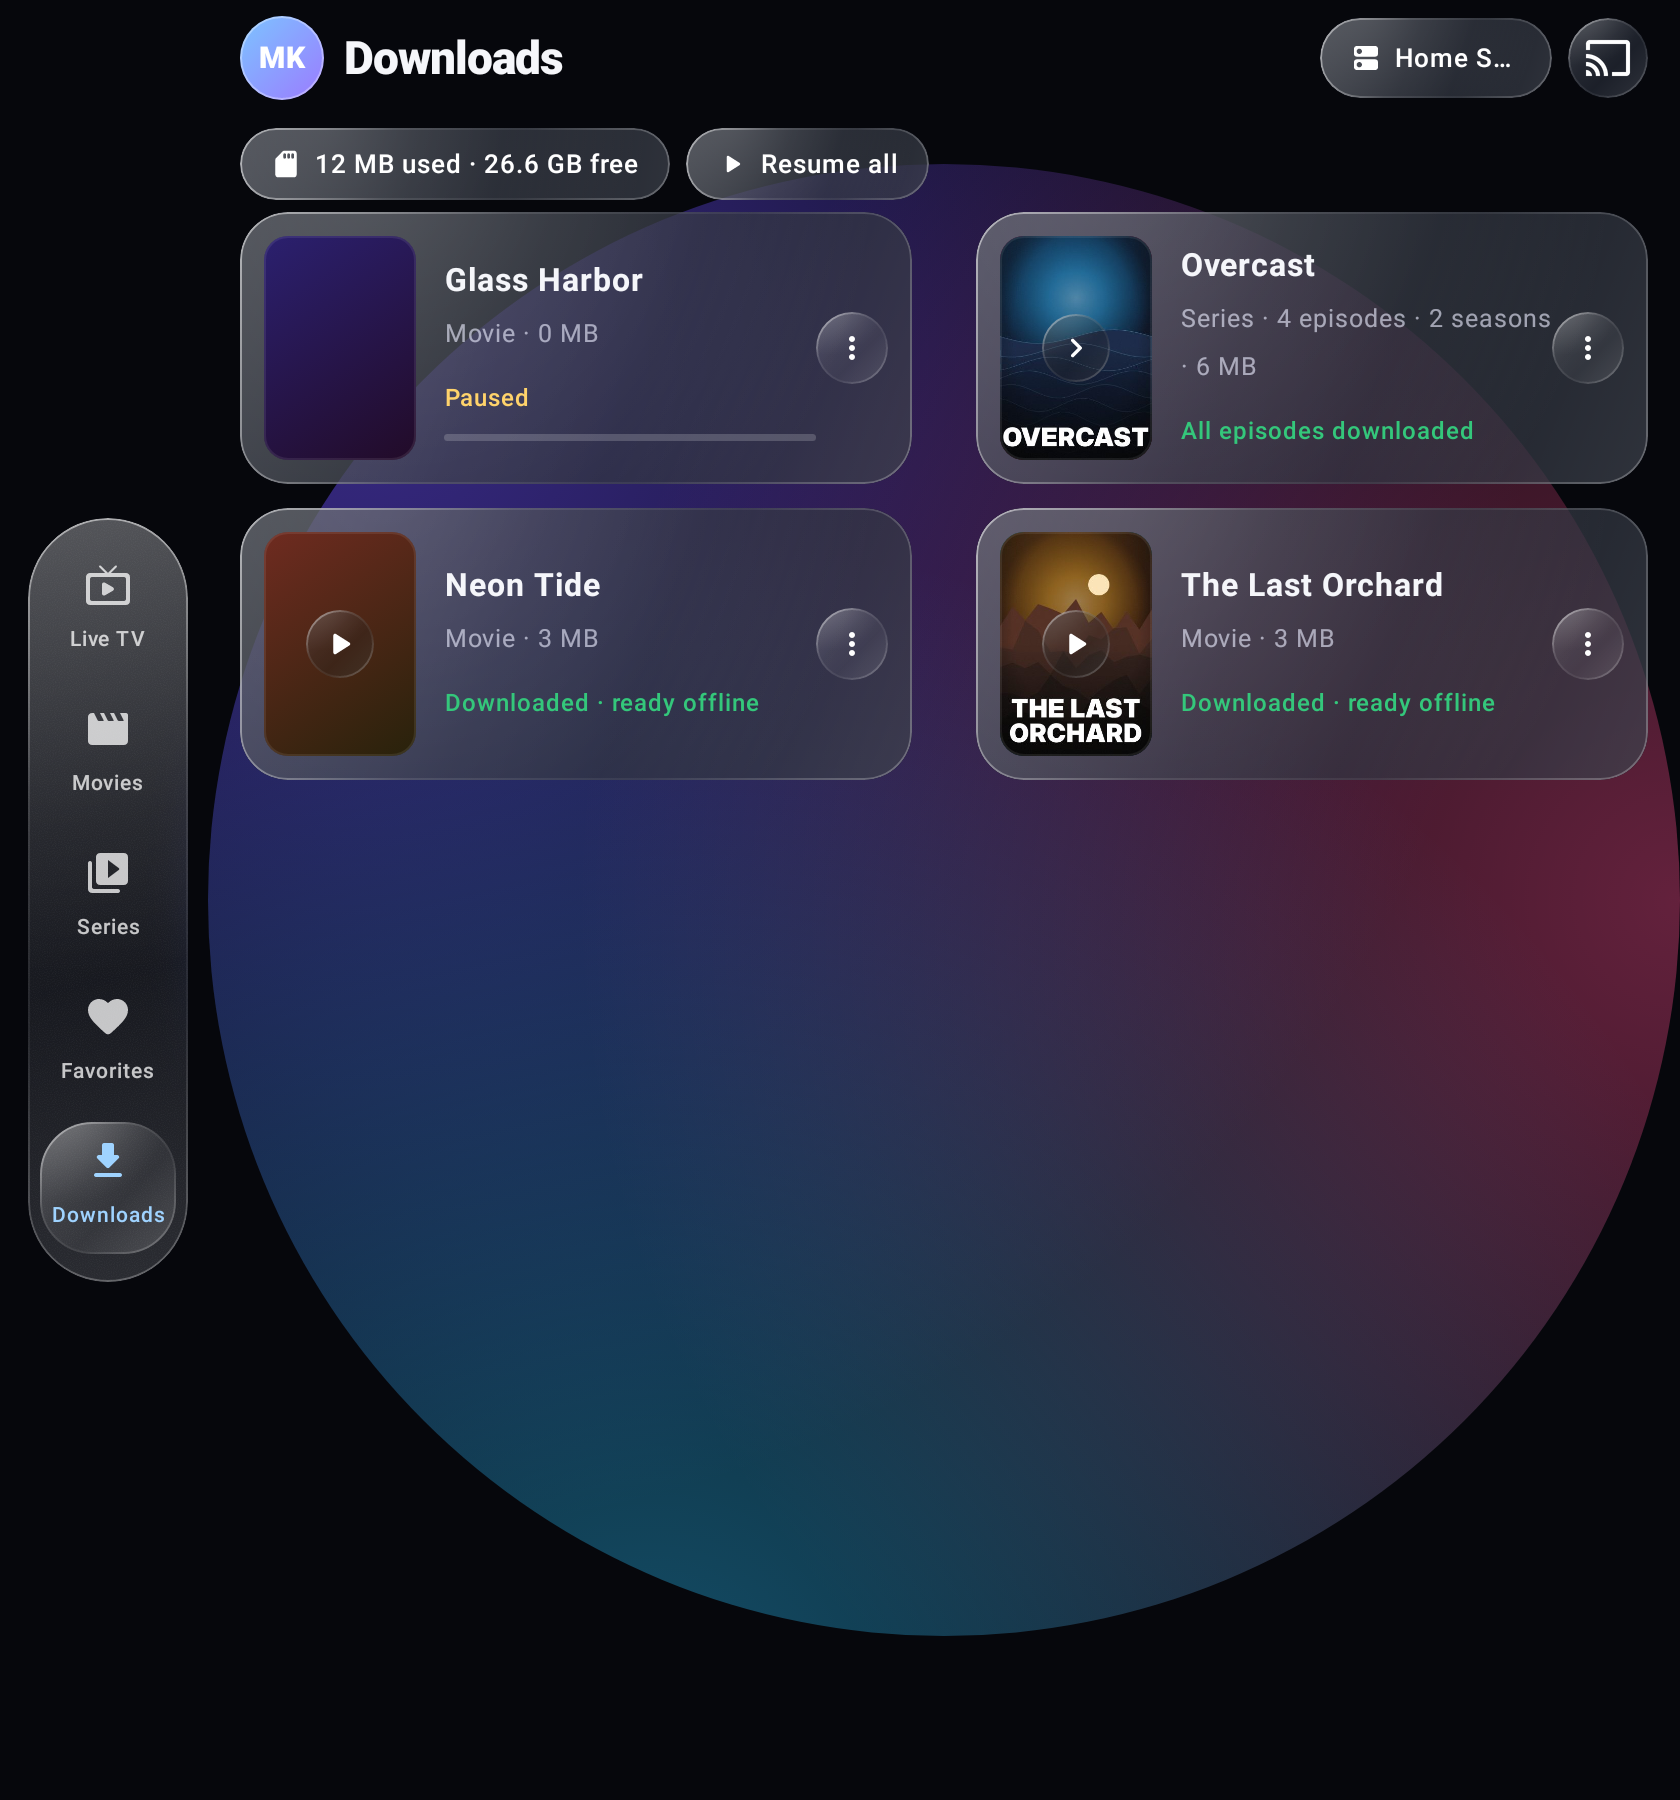 MK
Downloads
Home S...
12 MB used · 26.6 GB free
Resume all
Glass Harbor
Movie · 0 MB
Paused
OVERCAST
Overcast
Series · 4 episodes · 2 seasons
· 6 MB
All episodes downloaded
Neon Tide
Movie · 3 MB
Downloaded · ready offline
THE LAST
ORCHARD
The Last Orchard
Movie · 3 MB
Downloaded · ready offline
Live TV
Movies
Series
Favorites
Downloads